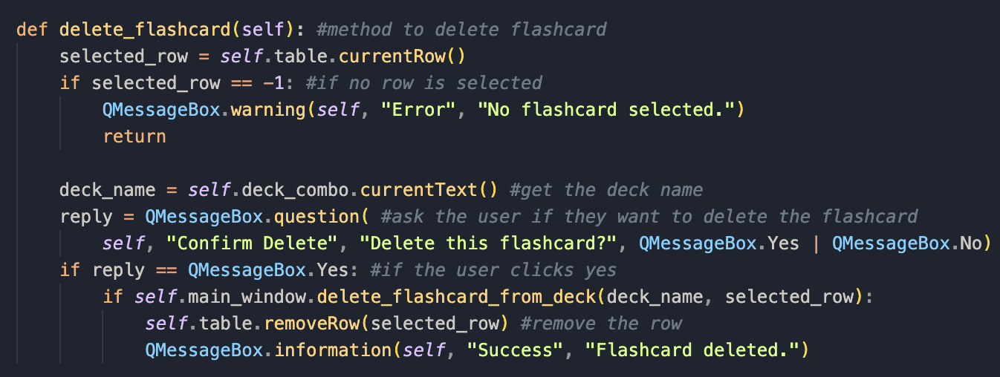 def delete_flashcard(self): #method to delete flashcard
    selected_row = self.table.currentRow()
    if selected_row == -1: #if no row is selected
        QMessageBox.warning(self, "Error", "No flashcard selected.")
        return

    deck_name = self.deck_combo.currentText() #get the deck name
    reply = QMessageBox.question( #ask the user if they want to delete the flashcard
        self, "Confirm Delete", "Delete this flashcard?", QMessageBox.Yes | QMessageBox.No)
    if reply == QMessageBox.Yes: #if the user clicks yes
        if self.main_window.delete_flashcard_from_deck(deck_name, selected_row):
            self.table.removeRow(selected_row) #remove the row
            QMessageBox.information(self, "Success", "Flashcard deleted.")